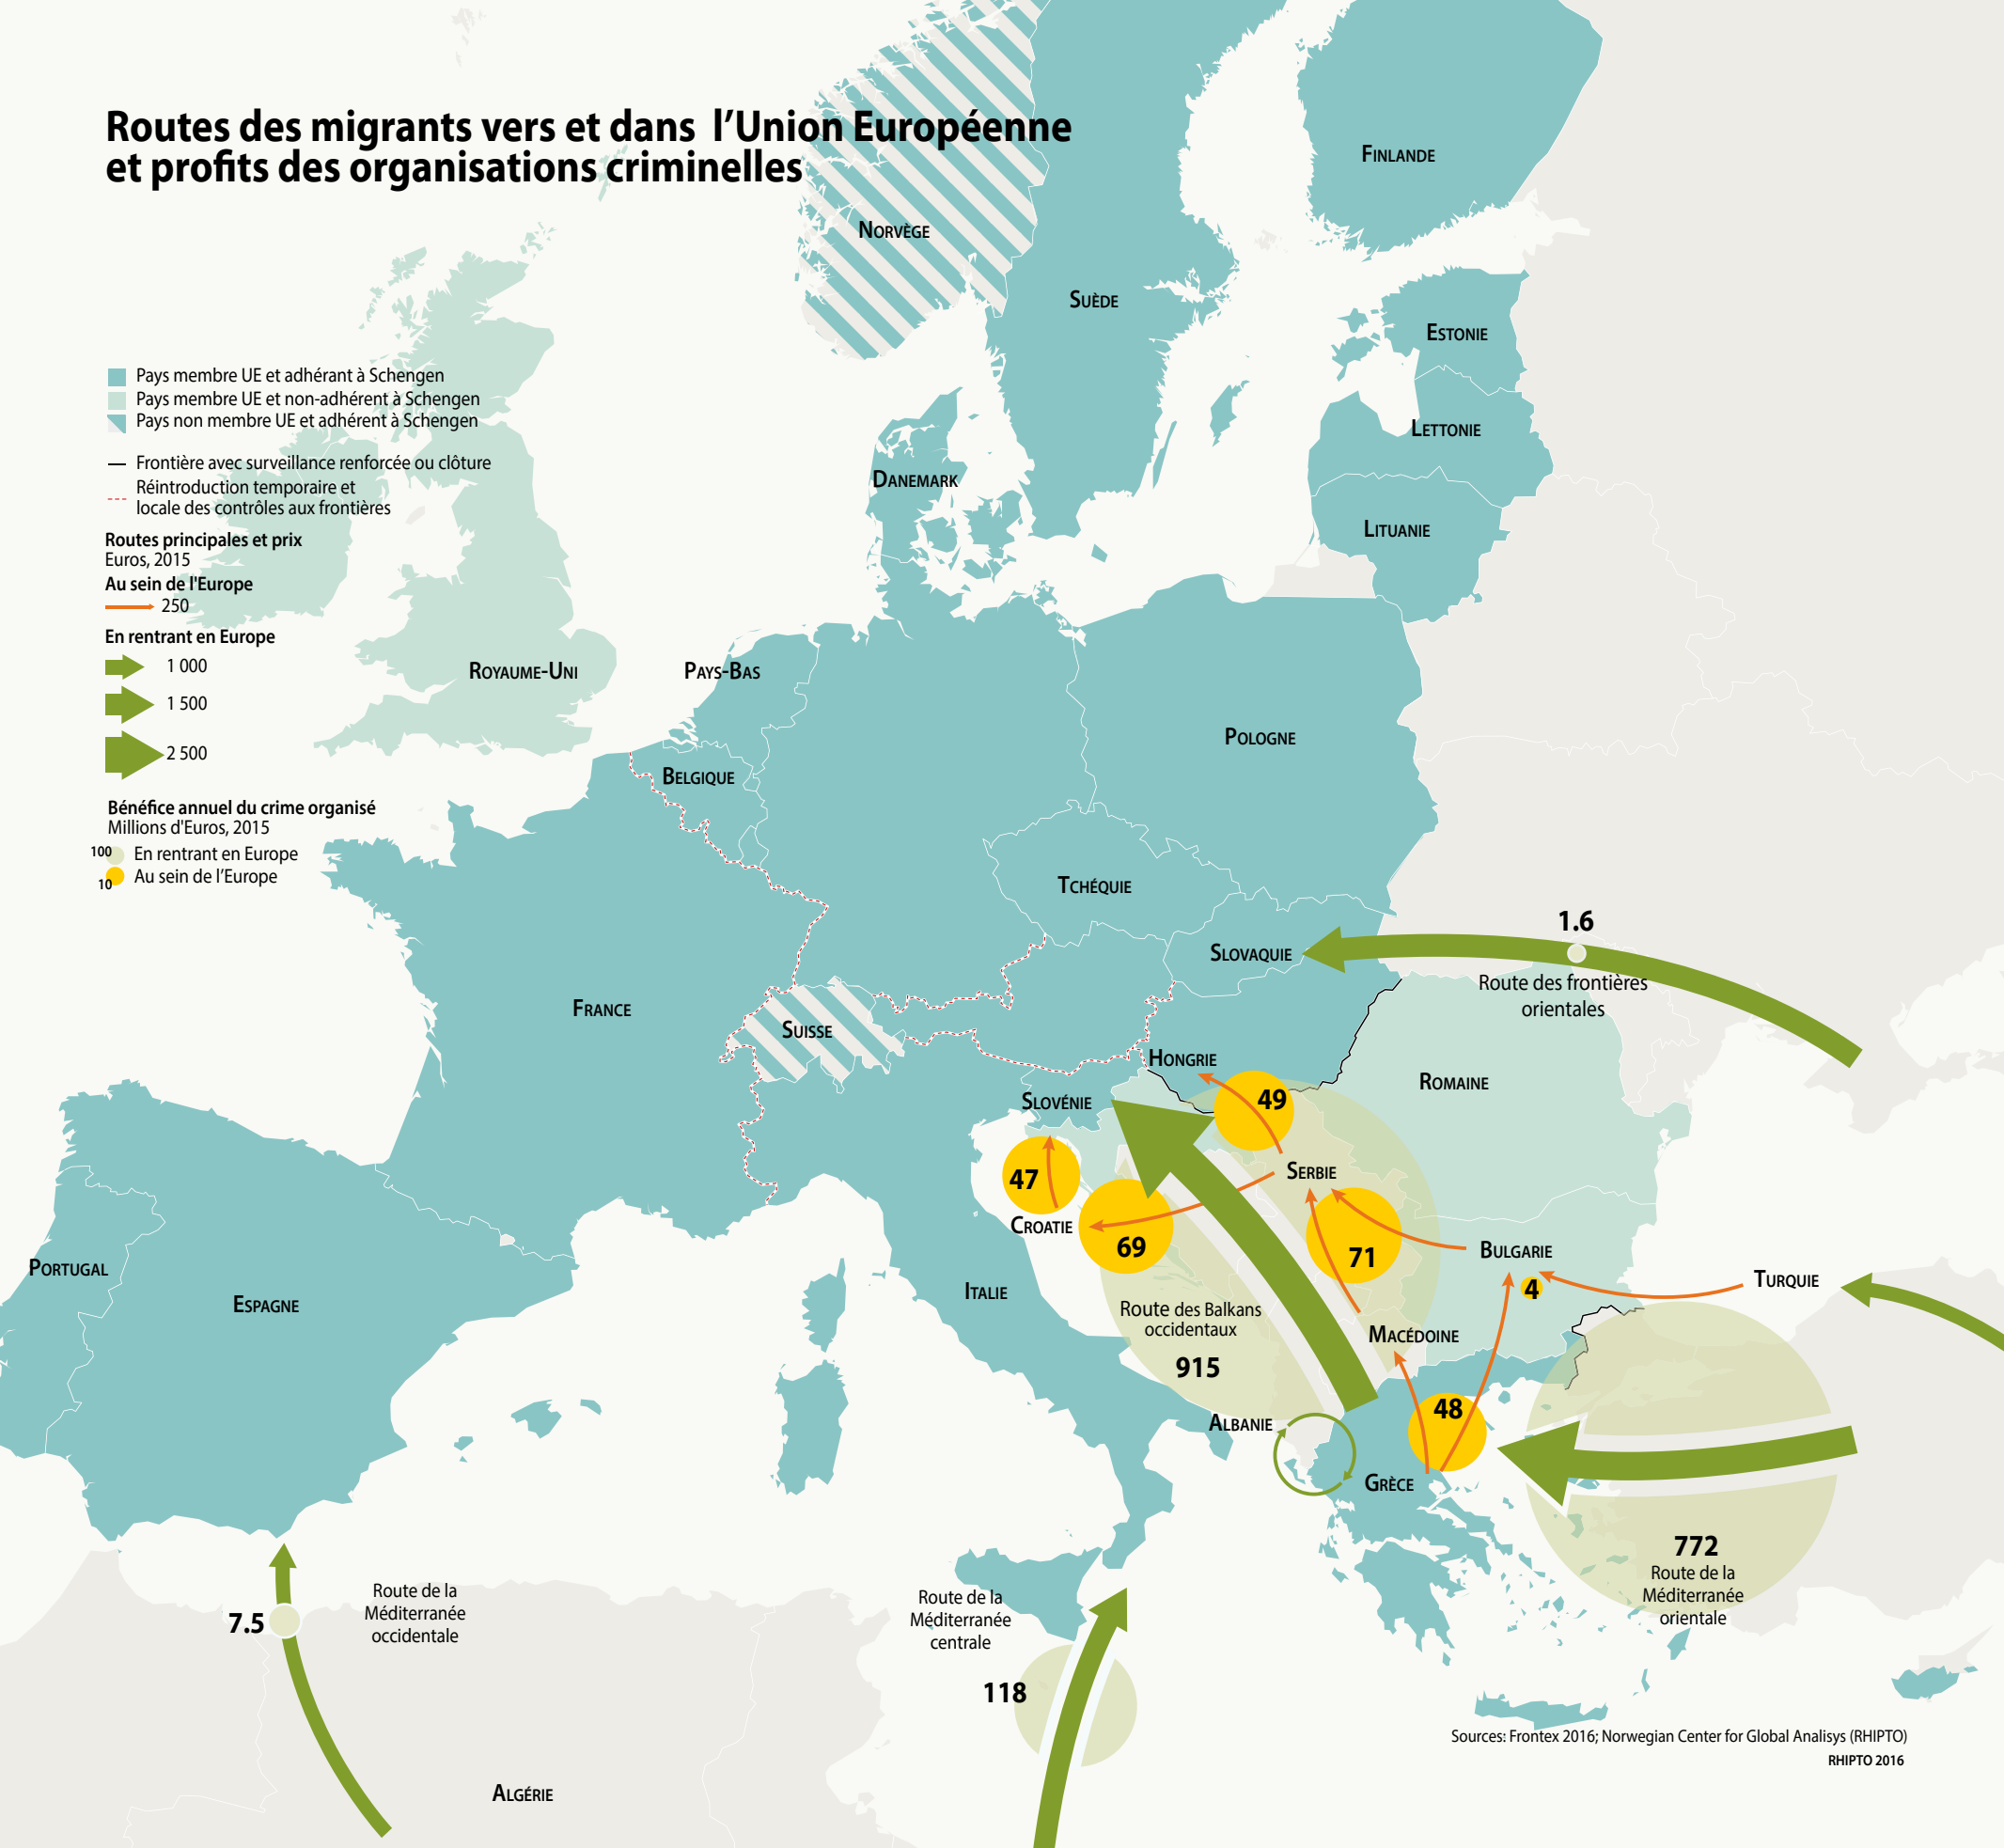 Routes des migrants vers et dans l’Union Européenne
et profits des organisations criminelles
Pays membre UE et adhérant à Schengen
Pays membre UE et non-adhérent à Schengen
Pays non membre UE et adhérent à Schengen
Frontière avec surveillance renforcée ou clôture
Réintroduction temporaire et
locale des contrôles aux frontières
Routes principales et prix
Euros, 2015
Au sein de l'Europe
250
En rentrant en Europe
1 000
1 500
2 500
Bénéfice annuel du crime organisé
Millions d'Euros, 2015
100 En rentrant en Europe
10 Au sein de l’Europe
FINLANDE
NORVÈGE
SUÈDE
ESTONIE
LETTONIE
DANEMARK
LITUANIE
ROYAUME-UNI
PAYS-BAS
POLOGNE
BELGIQUE
TCHÉQUIE
1.6
SLOVAQUIE
Route des frontières
orientales
FRANCE
SUISSE
HONGRIE
ROMAINE
SLOVÉNIE
49
47
SERBIE
CROATIE
69
71
BULGARIE
4
TURQUIE
PORTUGAL
ESPAGNE
ITALIE
Route des Balkans
occidentaux
915
MACÉDOINE
ALBANIE
48
GRÈCE
772
Route de la
Méditerranée
orientale
7.5
Route de la
Méditerranée
occidentale
Route de la
Méditerranée
centrale
118
ALGÉRIE
Sources: Frontex 2016; Norwegian Center for Global Analisys (RHIPTO)
RHIPTO 2016